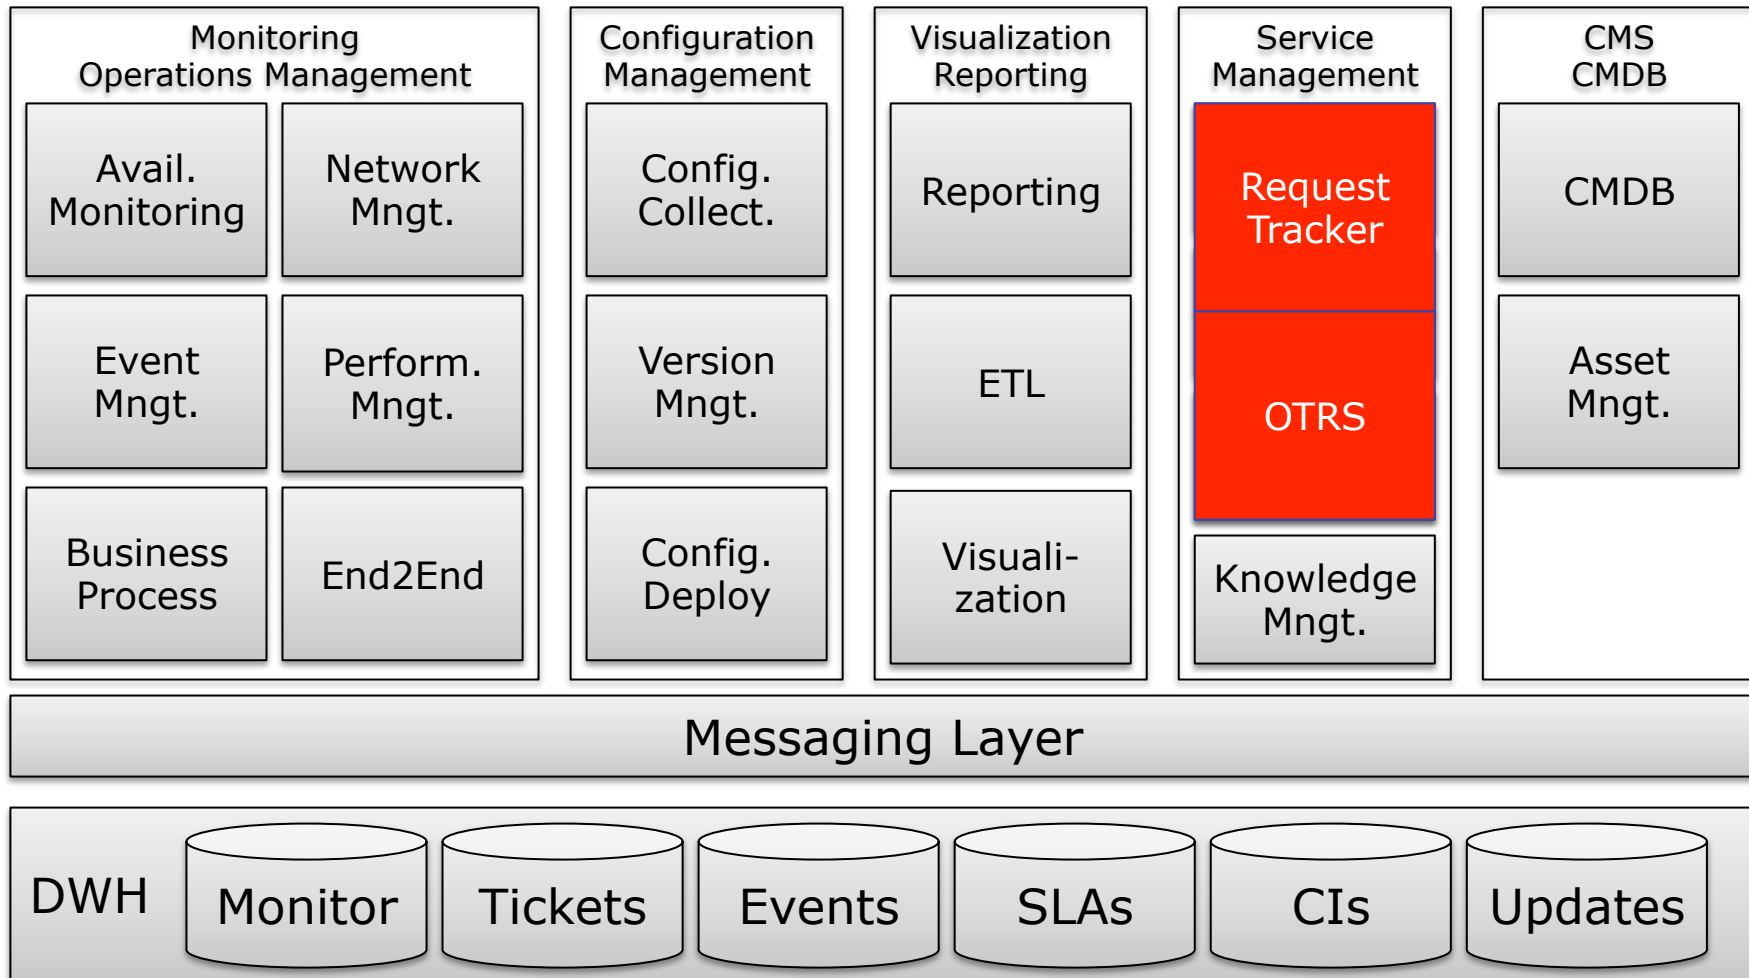 Monitoring
Operations Management
Avail.
Monitoring
Network
Mngt.
Event
Mngt.
Perform.
Mngt.
Business
Process
End2End
Configuration
Management
Config.
Collect.
Version
Mngt.
Config.
Deploy
Visualization
Reporting
Reporting
ETL
Visuali-
zation
Service
Management
Request
Tracker
OTRS
Knowledge
Mngt.
CMS
CMDB
CMDB
Asset
Mngt.
Messaging Layer
DWH
Monitor
Tickets
Events
SLAs
CIs
Updates